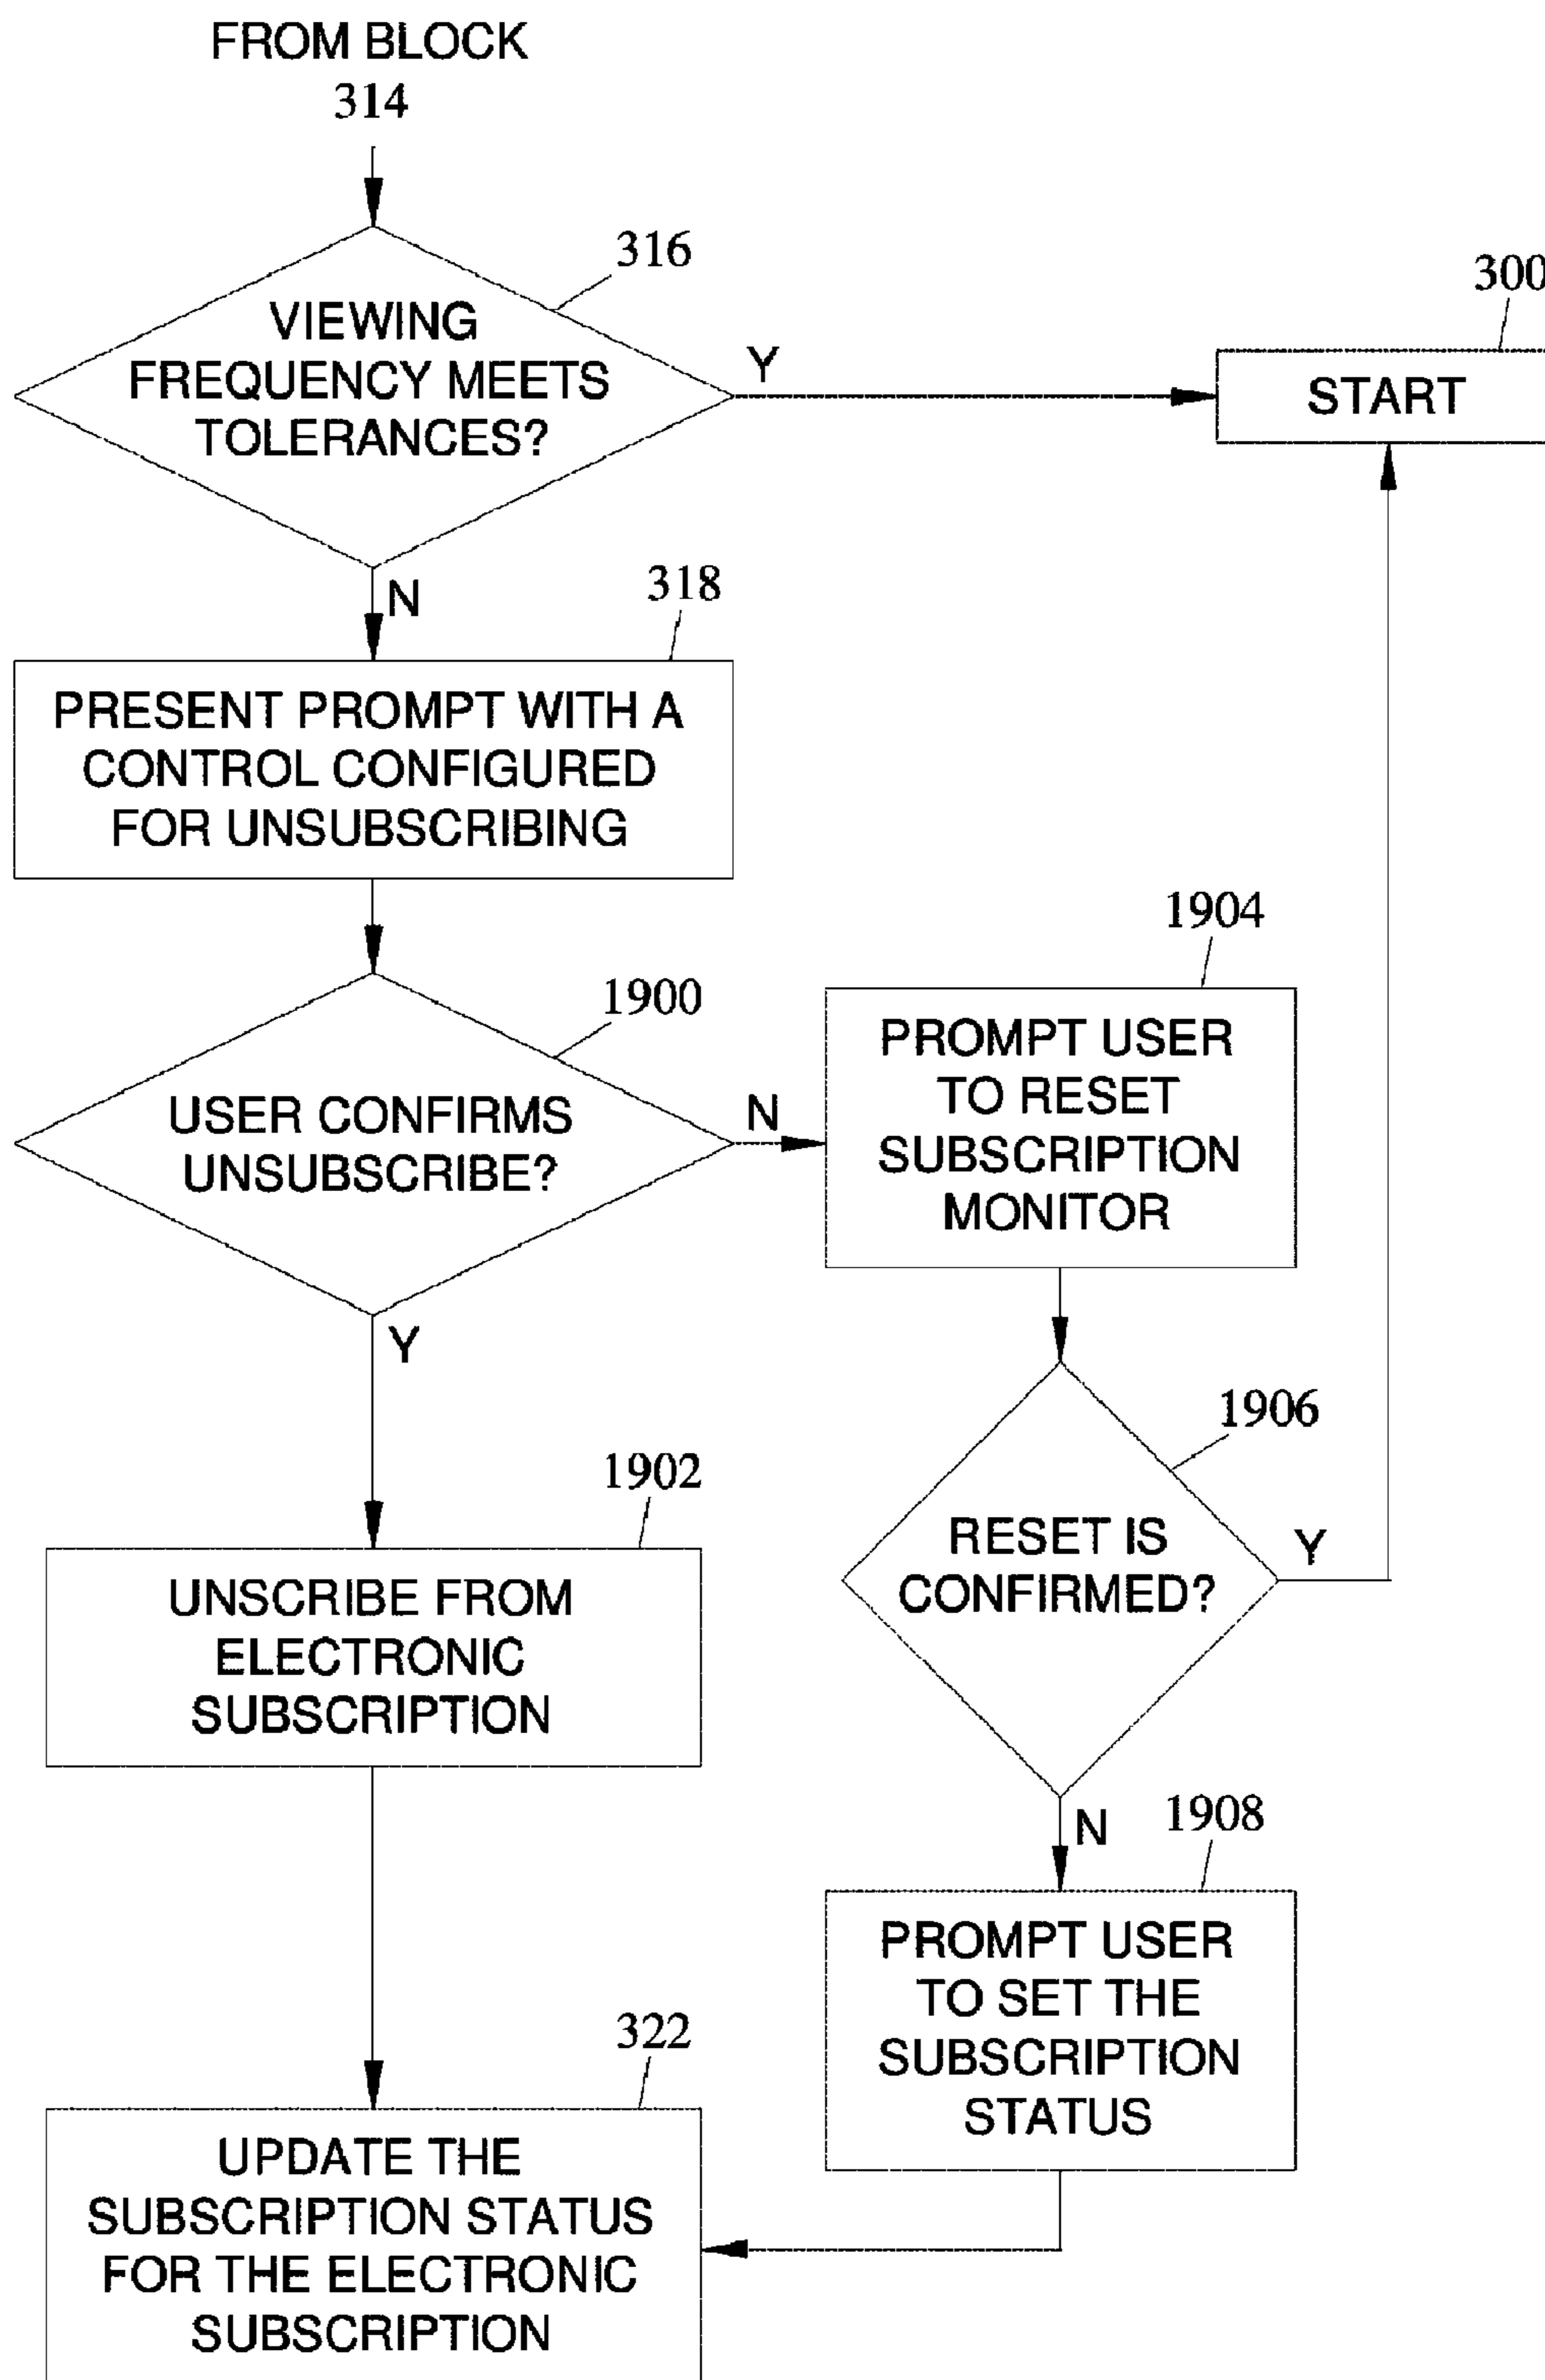 FROM BLOCK
314
316
VIEWING
FREQUENCY MEETS
TOLERANCES?
Y
300
START
N
318
PRESENT PROMPT WITH A
CONTROL CONFIGURED
FOR UNSUBSCRIBING
1900
USER CONFIRMS
UNSUBSCRIBE?
N
1904
PROMPT USER
TO RESET
SUBSCRIPTION
MONITOR
Y
1906
RESET IS
CONFIRMED?
Y
1902
UNSCRIBE FROM
ELECTRONIC
SUBSCRIPTION
N
1908
PROMPT USER
TO SET THE
SUBSCRIPTION
STATUS
322
UPDATE THE
SUBSCRIPTION STATUS
FOR THE ELECTRONIC
SUBSCRIPTION